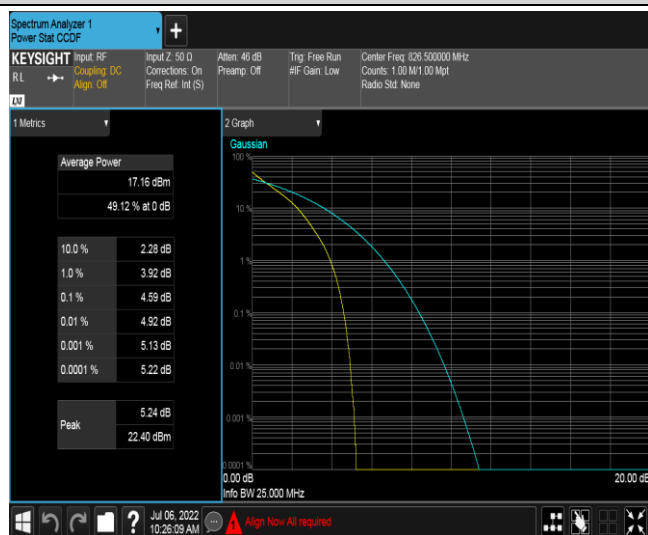 Spectrum Analyzer 1
Power Stat CCDF
+
KEYSIGHT
RL
LXI
Input: RF
Coupling: DC
Align: Off
Input Z: 50 Ω
Corrections: On
Freq Ref: Int (S)
Atten: 46 dB
Preamp: Off
Trig: Free Run
#IF Gain: Low
Center Freq: 826.500000 MHz
Counts: 1.00 M/1.00 Mpt
Radio Std: None
1 Metrics
Average Power
17.16 dBm
49.12 % at 0 dB
10.0 % 2.28 dB
1.0 % 3.92 dB
0.1 % 4.59 dB
0.01 % 4.92 dB
0.001 % 5.13 dB
0.0001 % 5.22 dB
Peak
5.24 dB
22.40 dBm
2 Graph
Gaussian
100 %
10 %
1 %
0.1 %
0.01 %
0.001 %
0.0001 %
0.00 dB 20.00 dB
Info BW 25.000 MHz
?
Jul 06, 2022
10:26:09 AM
Align Now All required